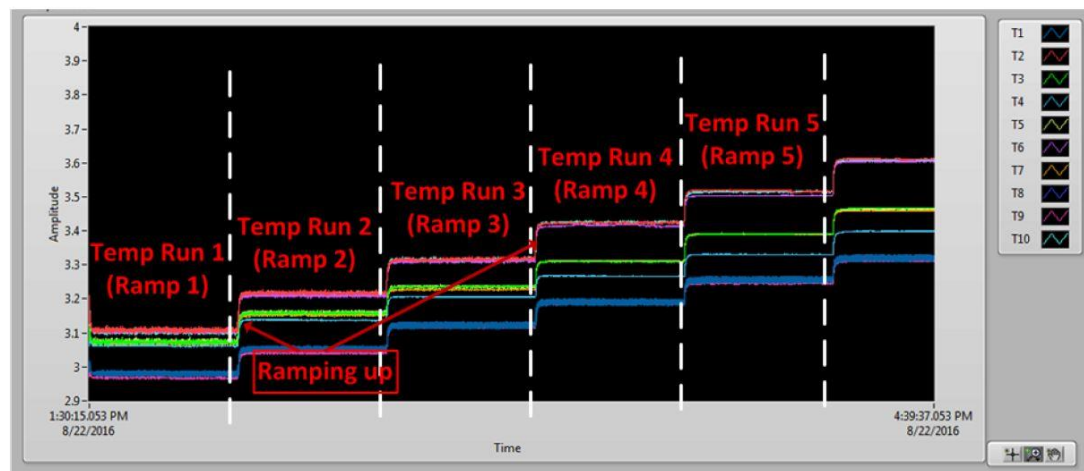 4-
3.9-
3.8-
3.7-
3.6-
3.5-
3.4-
3.3-
3.2-
3.1-
3-
2.9-
Amplitude
Temp Run 1
(Ramp 1)
Temp Run 2
(Ramp 2)
Temp Run 3
(Ramp 3)
Temp Run 4
(Ramp 4)
Temp Run 5
(Ramp 5)
Ramping up
1:30:15.053 PM
8/22/2016
4:39:37.053 PM
8/22/2016
Time
T1
T2
T3
T4
T5
T6
T7
T8
T9
T10